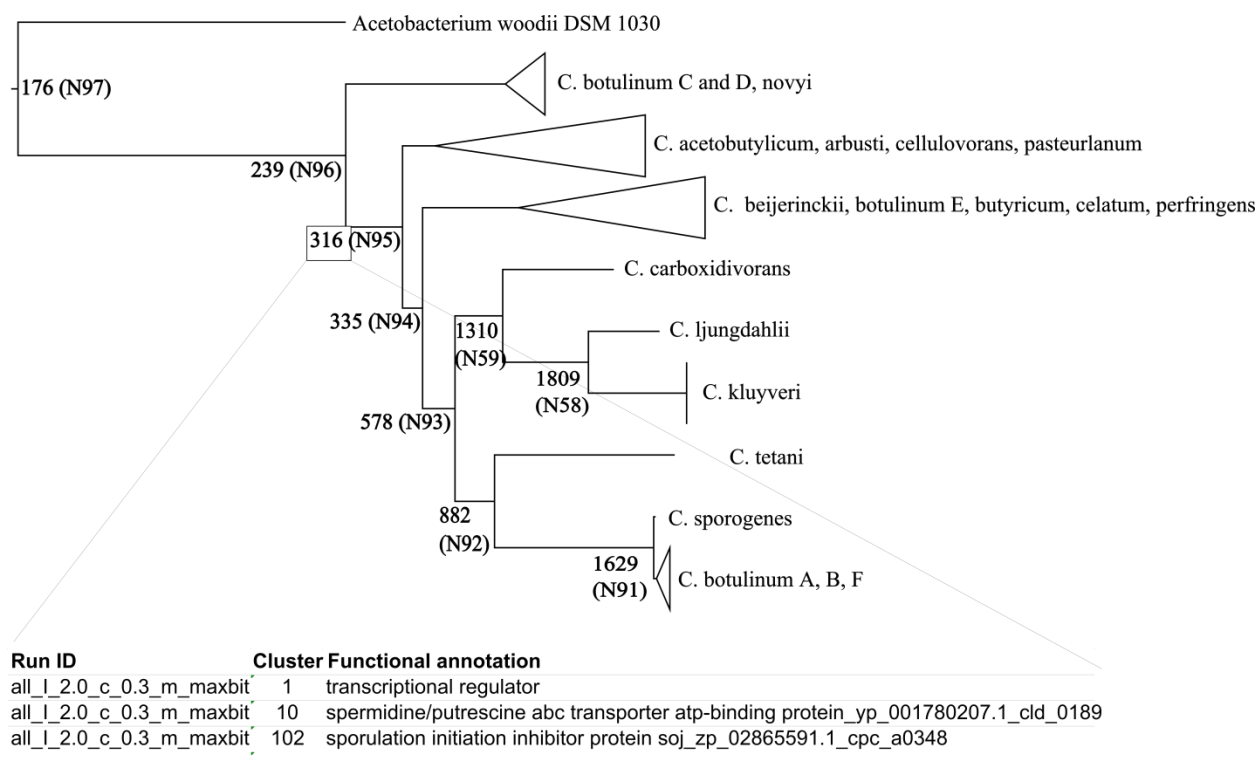 Acetobacterium woodii DSM 1030
176 (N97)
C. botulinum C and D, novyi
C. acetobutylicum, arbusti, cellulovorans, pasteurlanum
239 (N96)
C. beijerinckii, botulinum E, butyricum, celatum, perfringens
316 (N95)
C. carboxidivorans
335 (N94)
1310
(N59)
C. ljungdahlii
1809
(N58)
C. kluyveri
578 (N93)
C. tetani
882
(N92)
C. sporogenes
1629
(N91)
C. botulinum A, B, F
Run ID Cluster Functional annotation
all_I_2.0_c_0.3_m_maxbit 1 transcriptional regulator
all_I_2.0_c_0.3_m_maxbit 10 spermidine/putrescine abc transporter atp-binding protein_yp_001780207.1_cld_0189
all_I_2.0_c_0.3_m_maxbit 102 sporulation initiation inhibitor protein soj_zp_02865591.1_cpc_a0348